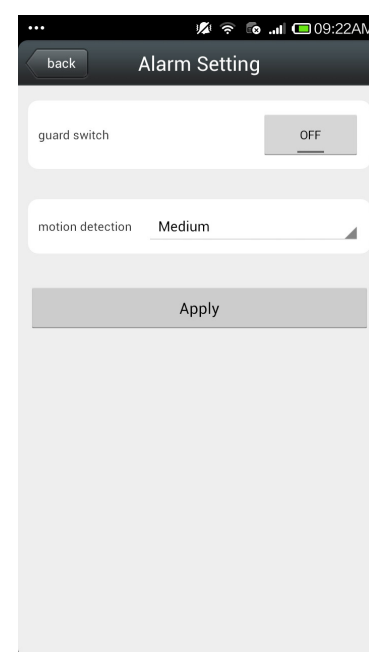 ••• 09:22AM
back Alarm Setting
guard switch OFF
motion detection Medium
Apply